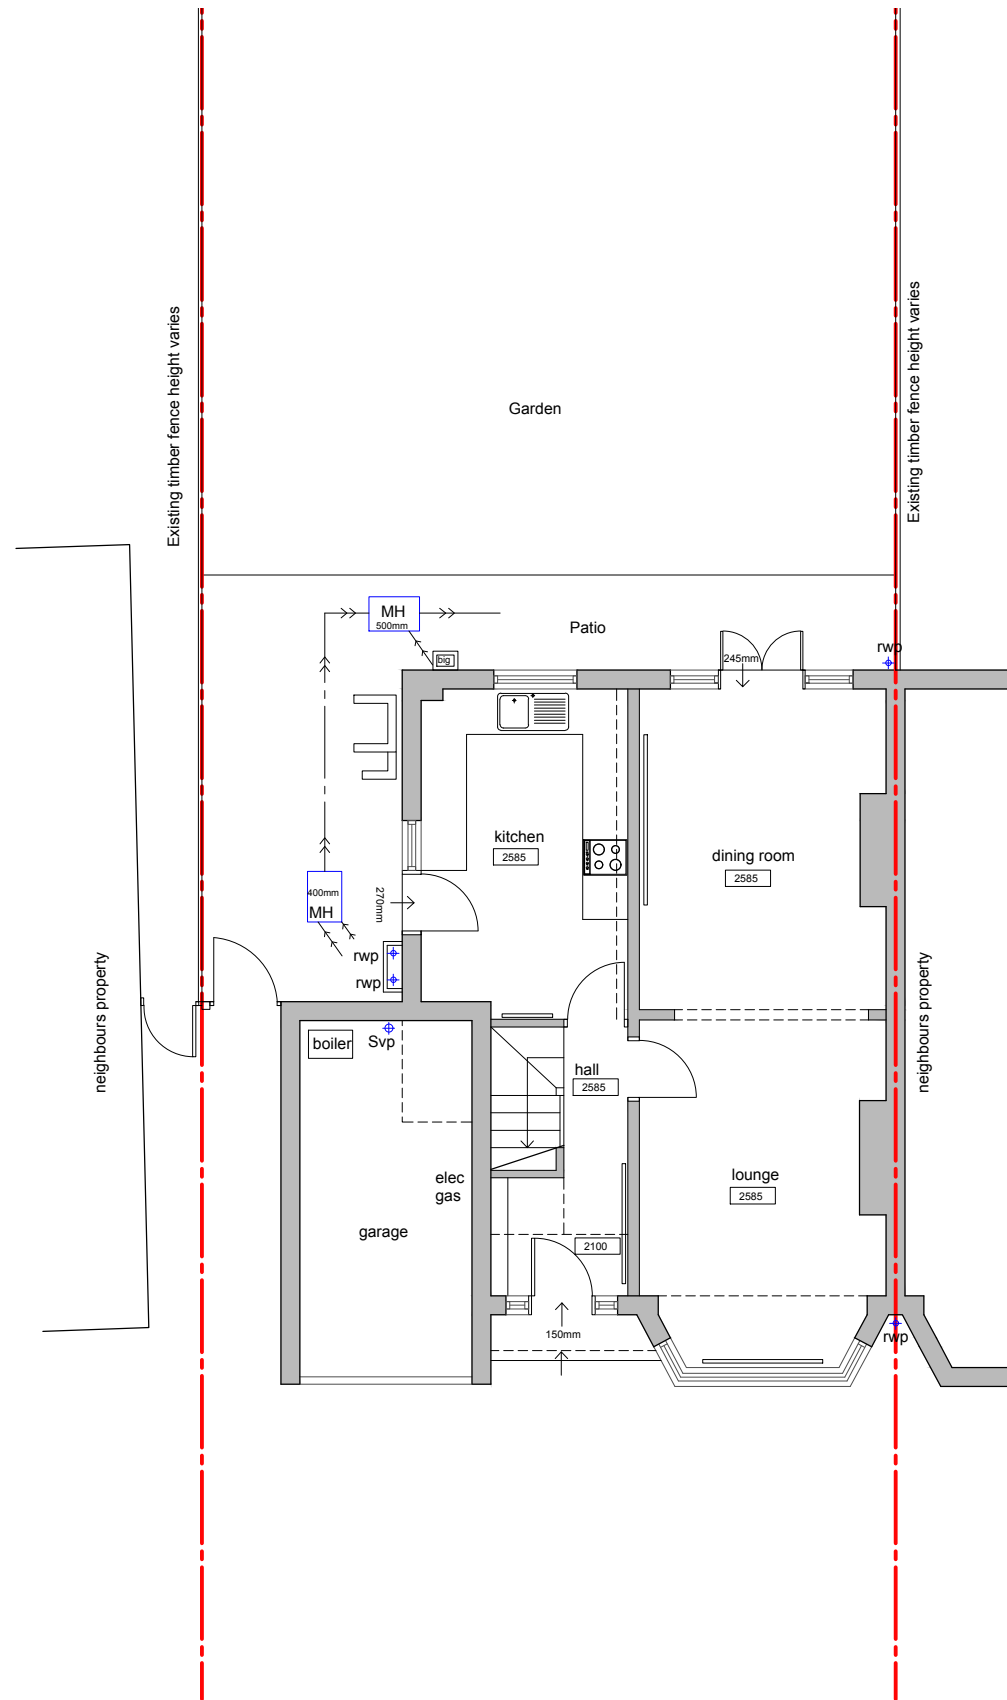 Existing timber fence height varies
Existing timber fence height varies
Garden
MH
500mm
Patio
big
245mm
rwp
kitchen
2585
dining room
2585
400mm
MH
270mm
rwp
rwp
neighbours property
neighbours property
boiler
Svp
hall
2585
elec
gas
lounge
2585
garage
2100
150mm
rwp